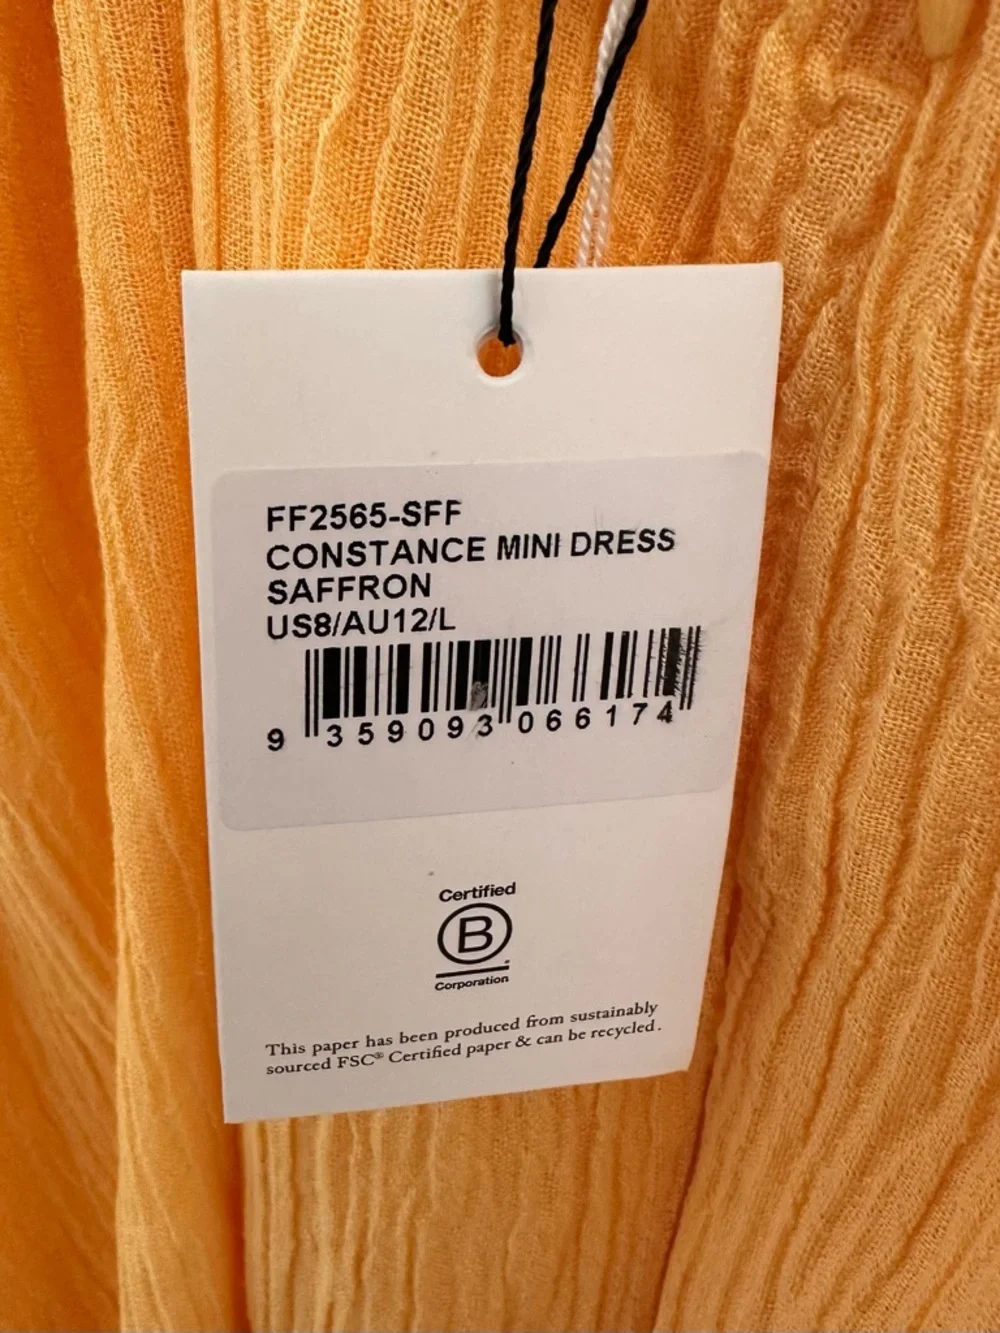 FF2565-SFF
CONSTANCE MINI DRESS
SAFFRON
US8/AU12/L
9 359093 066174
Certified
B
Corporation
This paper has been produced from sustainably
sourced FSC® Certified paper & can be recycled.